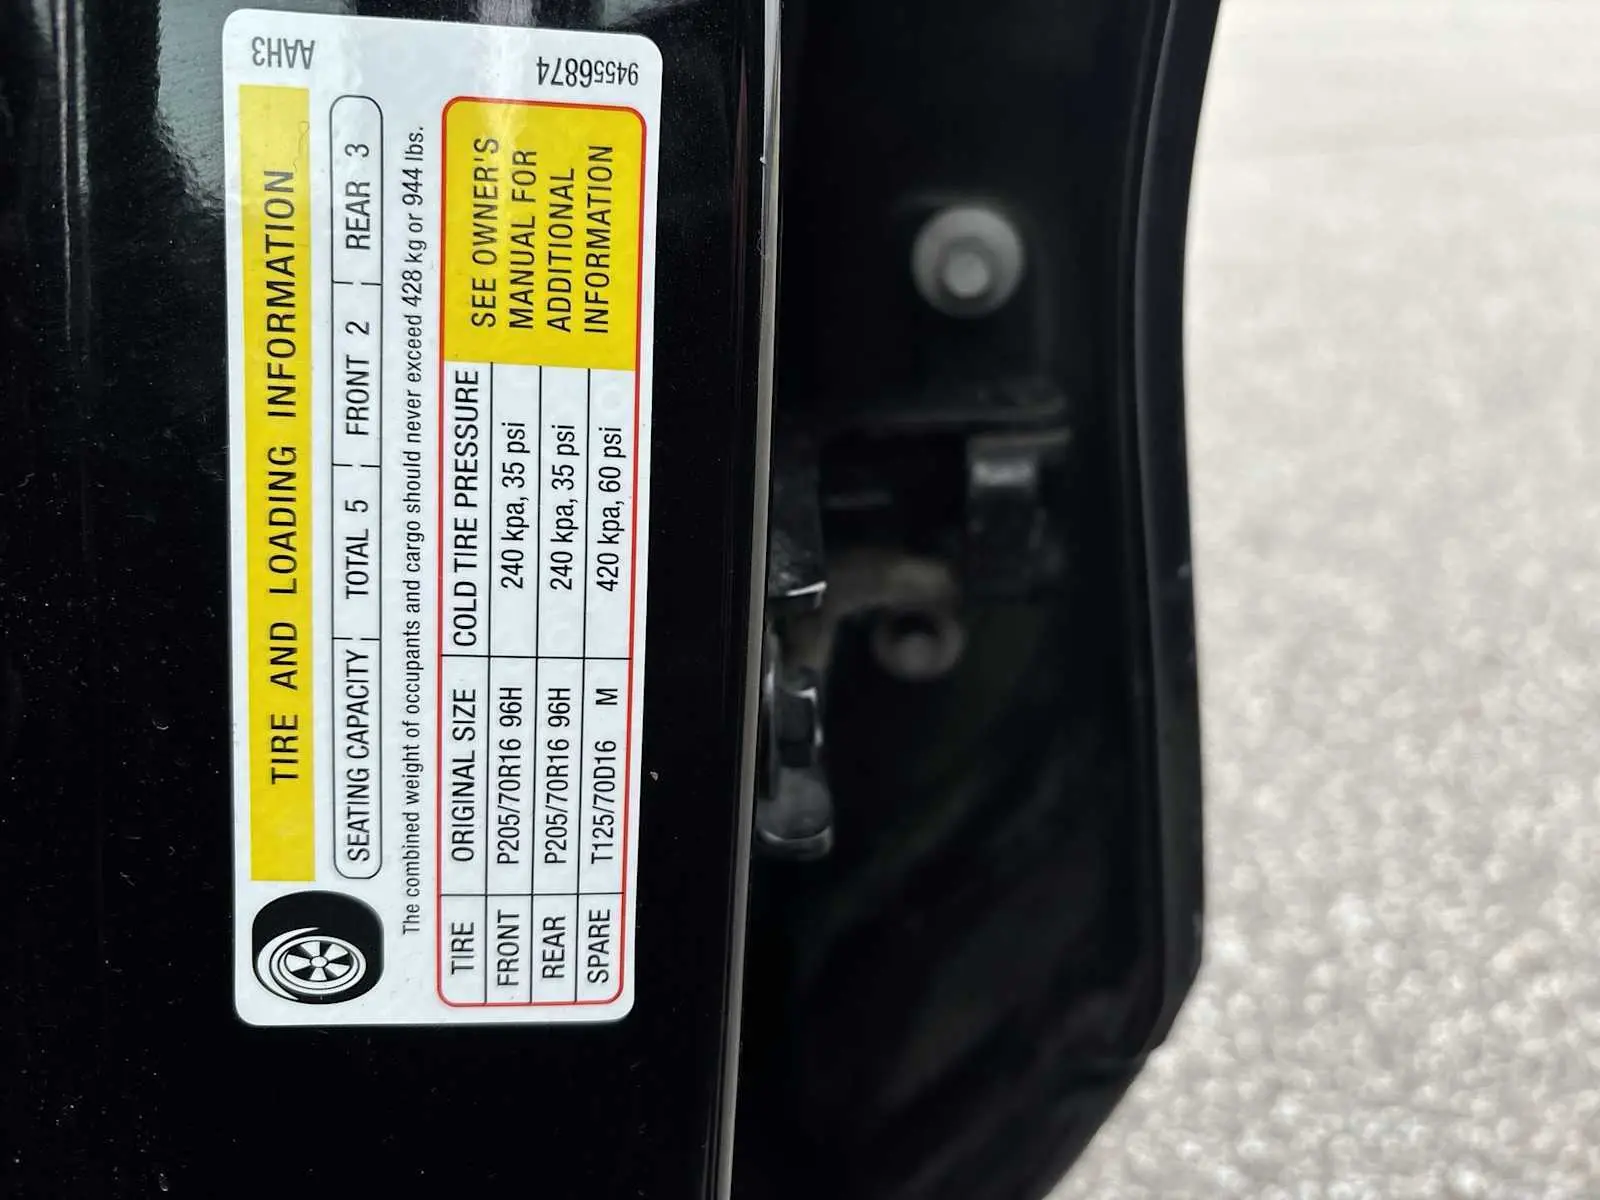 TIRE AND LOADING INFORMATION
SEATING CAPACITY | TOTAL 5 | FRONT 2 | REAR 3
The combined weight of occupants and cargo should never exceed 428 kg or 944 lbs.
TIRE ORIGINAL SIZE COLD TIRE PRESSURE
FRONT P205/70R16 96H 240 kpa, 35 psi
REAR P205/70R16 96H 240 kpa, 35 psi
SPARE T125/70D16 M 420 kpa, 60 psi
SEE OWNER'S
MANUAL FOR
ADDITIONAL
INFORMATION
AAH3
94556874